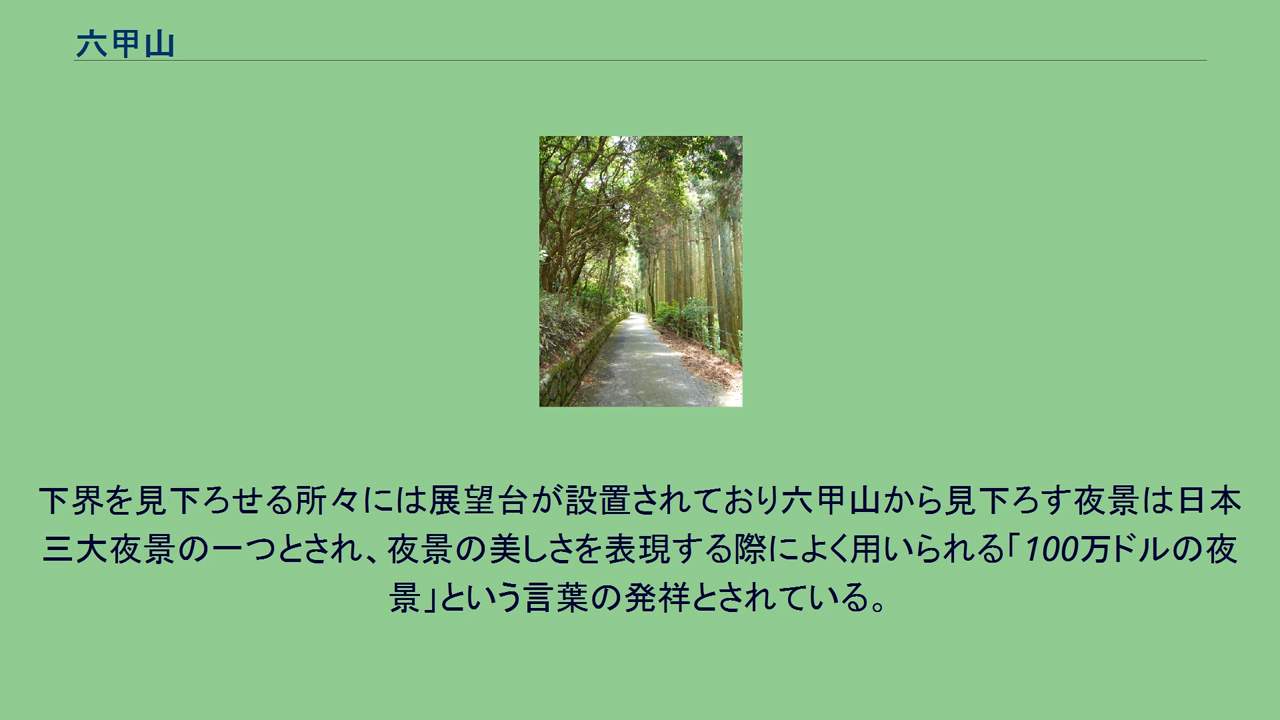 六甲山
下界を見下ろせる所々には展望台が設置されており六甲山から見下ろす夜景は日本
三大夜景の一つとされ、夜景の美しさを表現する際によく用いられる「100万ドルの夜
景」という言葉の発祥とされている。